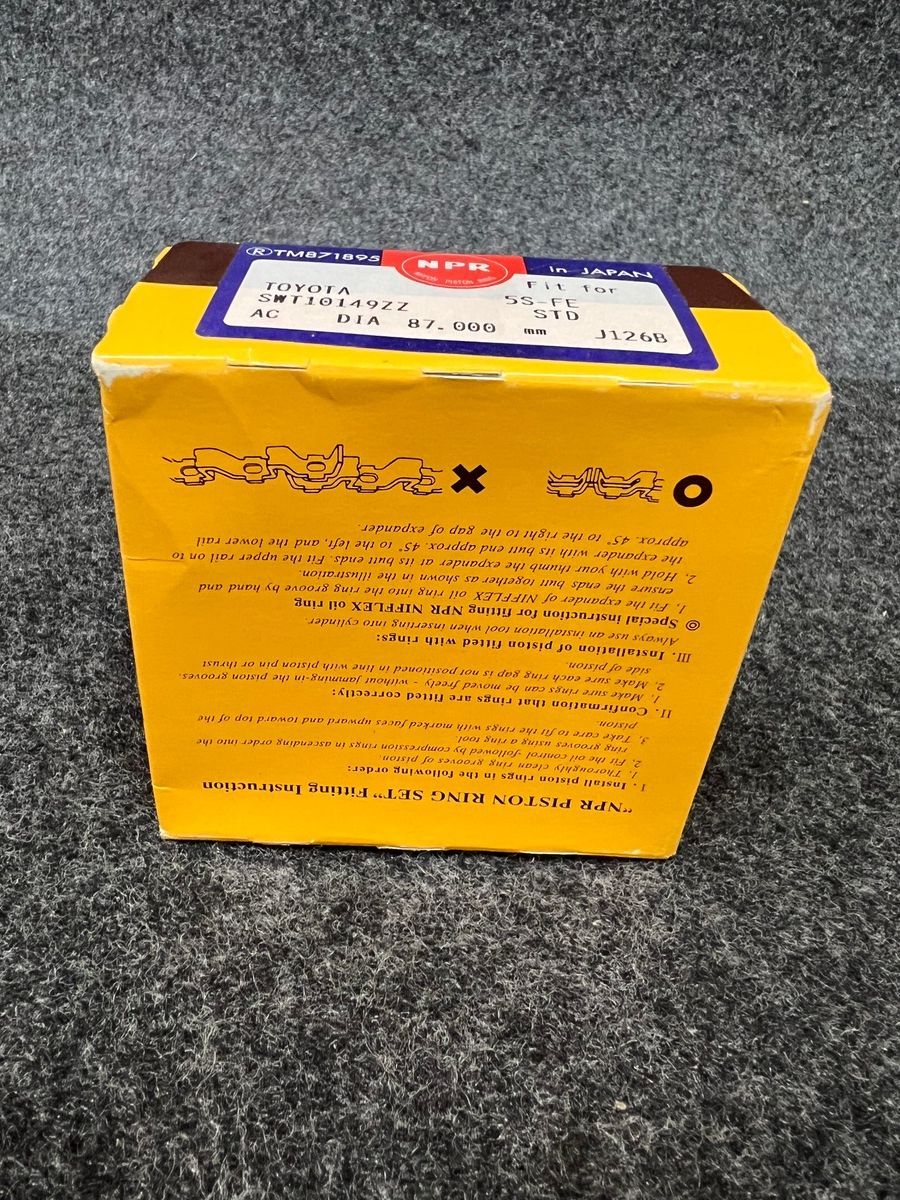 ®TM871895
NPR
in JAPAN
TOYOTA Fit for
SWT10149ZZ 5S-FE
STD
AC DIA 87.000 mm J126B
"NPR PISTON RING SET" Fitting Instruction
I. Install piston rings in the following order:
1. Thoroughly clean ring grooves of piston.
2. Fit the oil control followed by compression rings in ascending order into the
ring grooves using a ring tool.
3. Take care to fit the rings with marked faces upward and toward top of the
piston.
II. Confirmation that rings are fitted correctly:
1. Make sure rings can be moved freely - without jamming-in the piston grooves.
2. Make sure each ring gap is not positioned in line with piston pin or thrust
side of piston.
III. Installation of piston fitted with rings:
Always use an installation tool when inserting into cylinder.
◎ Special instruction for fitting NPR NIFFLEX oil ring
1. Fit the expander of NIFFLEX oil ring into the ring groove by hand and
ensure the ends butt together as shown in the illustration.
2. Hold with your thumb the expander at its butt ends. Fit the upper rail on to
the expander with its end butt approx. 45° to the left, and the lower rail
approx. 45° to the right to the gap of expander.